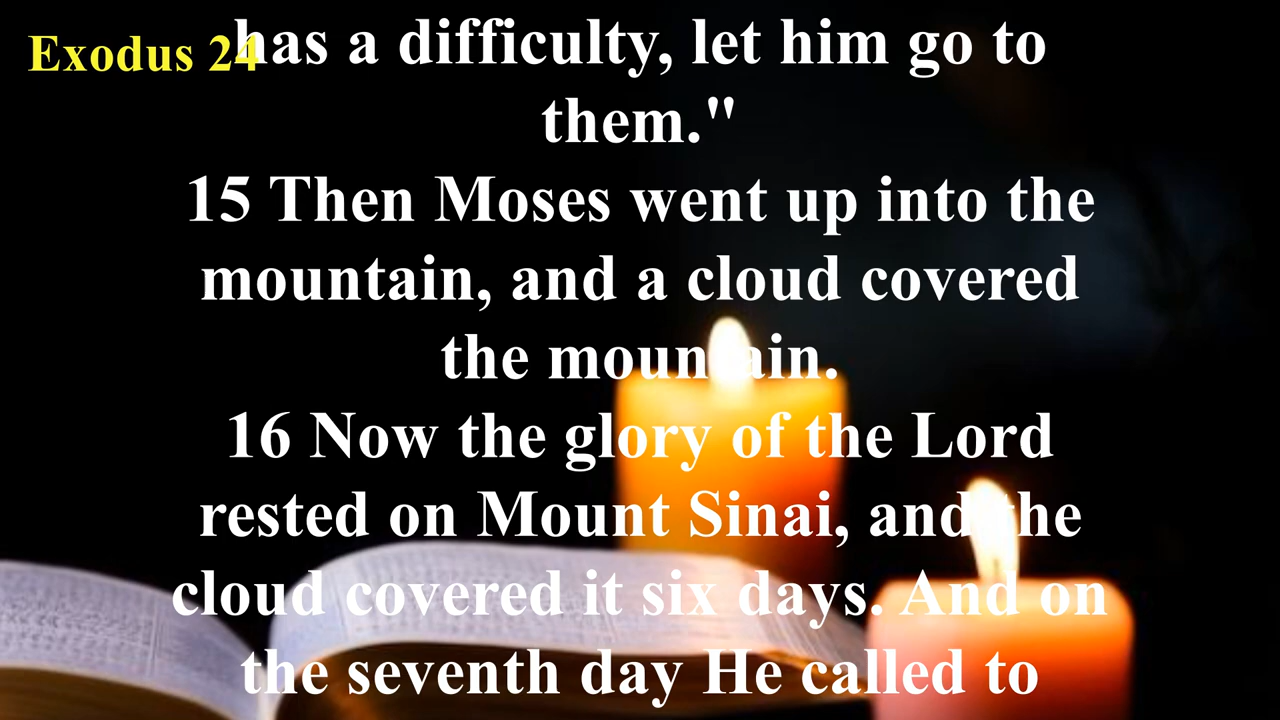 Exodus 24
has a difficulty, let him go to
them."
15 Then Moses went up into the
mountain, and a cloud covered
the mountain.
16 Now the glory of the Lord
rested on Mount Sinai, and the
cloud covered it six days. And on
the seventh day He called to